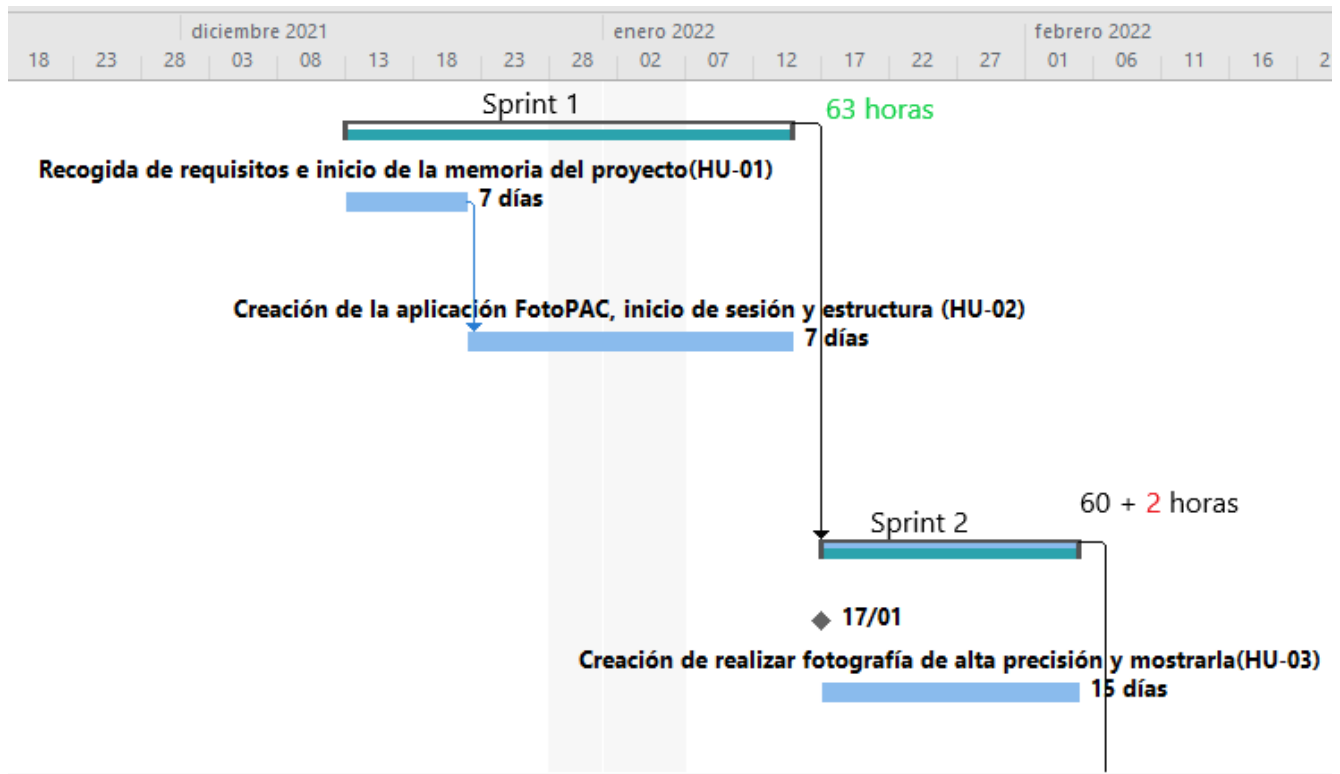 diciembre 2021 enero 2022 febrero 2022
18 23 28 03 08 13 18 23 28 02 07 12 17 22 27 01 06 11 16 2
Sprint 1 63 horas
Recogida de requisitos e inicio de la memoria del proyecto(HU-01)
7 días
Creación de la aplicación FotoPAC, inicio de sesión y estructura (HU-02)
7 días
60 + 2 horas
Sprint 2
17/01
Creación de realizar fotografía de alta precisión y mostrarla(HU-03)
15 días